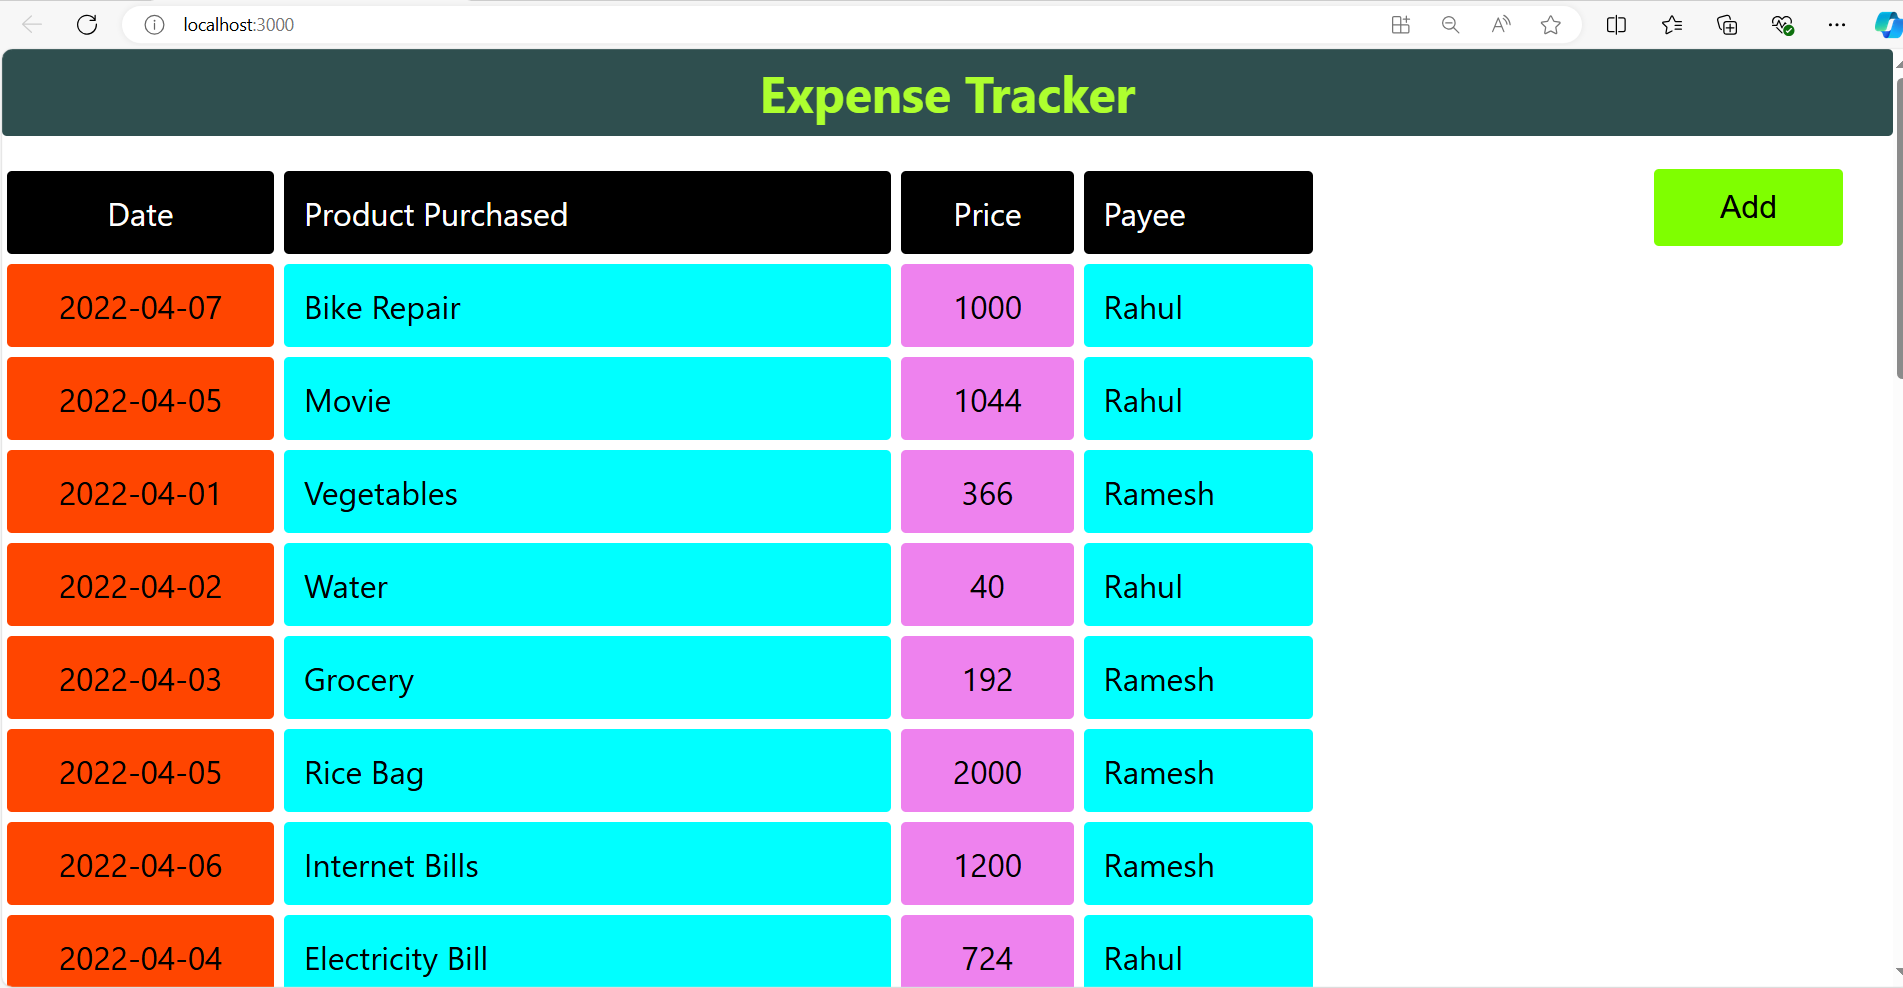 localhost:3000
Expense Tracker
Date Product Purchased Price Payee Add
2022-04-07 Bike Repair 1000 Rahul
2022-04-05 Movie 1044 Rahul
2022-04-01 Vegetables 366 Ramesh
2022-04-02 Water 40 Rahul
2022-04-03 Grocery 192 Ramesh
2022-04-05 Rice Bag 2000 Ramesh
2022-04-06 Internet Bills 1200 Ramesh
2022-04-04 Electricity Bill 724 Rahul